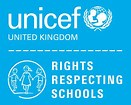 unicef
UNITED KINGDOM
RIGHTS
RESPECTING
SCHOOLS